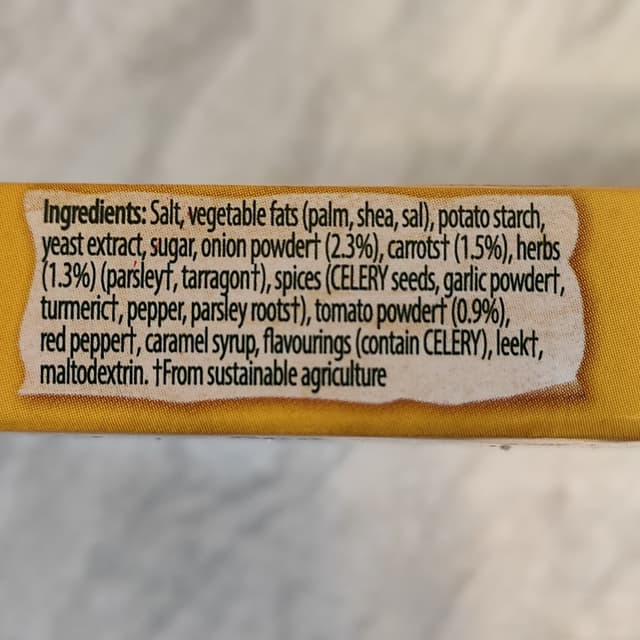 Ingredients: Salt, vegetable fats (palm, shea, sal), potato starch,
yeast extract, sugar, onion powder† (2.3%), carrots† (1.5%), herbs
(1.3%) (parsley†, tarragon†), spices (CELERY seeds, garlic powder†,
turmeric†, pepper, parsley roots†), tomato powder† (0.9%),
red pepper†, caramel syrup, flavourings (contain CELERY), leek†,
maltodextrin. †From sustainable agriculture